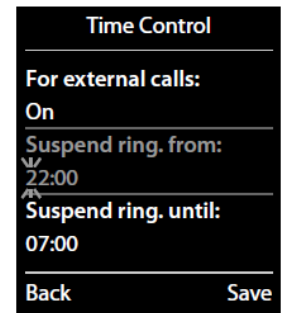 Time Control
For external calls:
On
Suspend ring. from:
22:00
Suspend ring. until:
07:00
Back Save